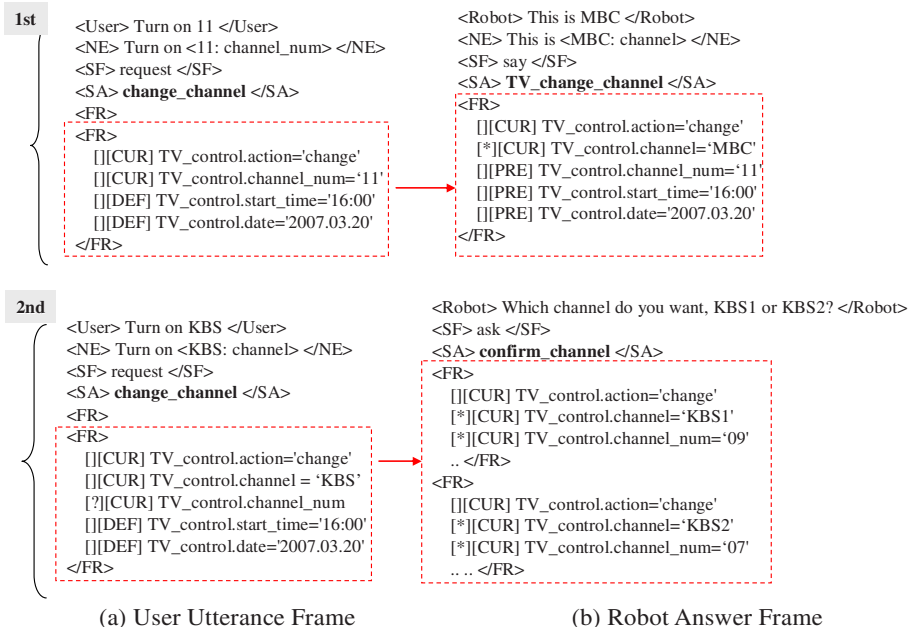 1st
<User> Turn on 11 </User>
<NE> Turn on <11: channel_num> </NE>
<SF> request </SF>
<SA> change_channel </SA>
<FR>
<FR>
[][CUR] TV_control.action='change'
[][CUR] TV_control.channel_num=‘11'
[][DEF] TV_control.start_time='16:00'
[][DEF] TV_control.date='2007.03.20'
</FR>
<Robot> This is MBC </Robot>
<NE> This is <MBC: channel> </NE>
<SF> say </SF>
<SA> TV_change_channel </SA>
<FR>
[][CUR] TV_control.action='change'
[*][CUR] TV_control.channel=‘MBC'
[][PRE] TV_control.channel_num=‘11'
[][PRE] TV_control.start_time='16:00'
[][PRE] TV_control.date='2007.03.20'
</FR>
2nd
<User> Turn on KBS </User>
<NE> Turn on <KBS: channel> </NE>
<SF> request </SF>
<SA> change_channel </SA>
<FR>
<FR>
[][CUR] TV_control.action='change'
[][CUR] TV_control.channel = ‘KBS’
[?][CUR] TV_control.channel_num
[][DEF] TV_control.start_time='16:00'
[][DEF] TV_control.date='2007.03.20'
</FR>
<Robot> Which channel do you want, KBS1 or KBS2? </Robot>
<SF> ask </SF>
<SA> confirm_channel </SA>
<FR>
[][CUR] TV_control.action='change'
[*][CUR] TV_control.channel=‘KBS1'
[*][CUR] TV_control.channel_num=‘09'
.. </FR>
<FR>
[][CUR] TV_control.action='change'
[*][CUR] TV_control.channel=‘KBS2'
[*][CUR] TV_control.channel_num=‘07'
.. .. </FR>
(a) User Utterance Frame
(b) Robot Answer Frame